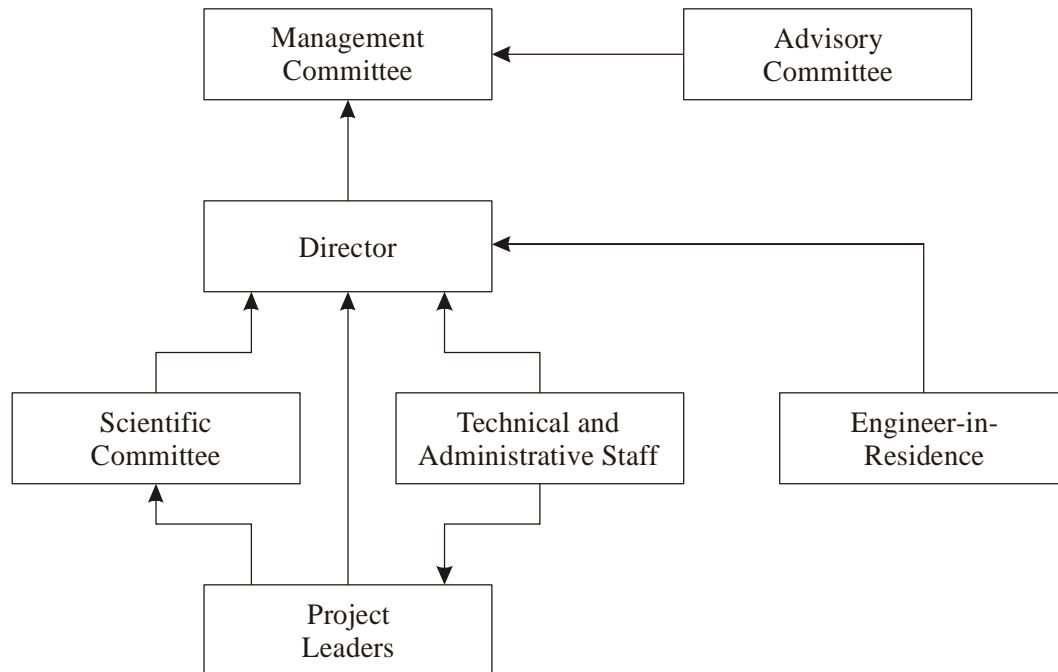 Management
Committee
Advisory
Committee
Director
Scientific
Committee
Technical and
Administrative Staff
Engineer-in-
Residence
Project
Leaders